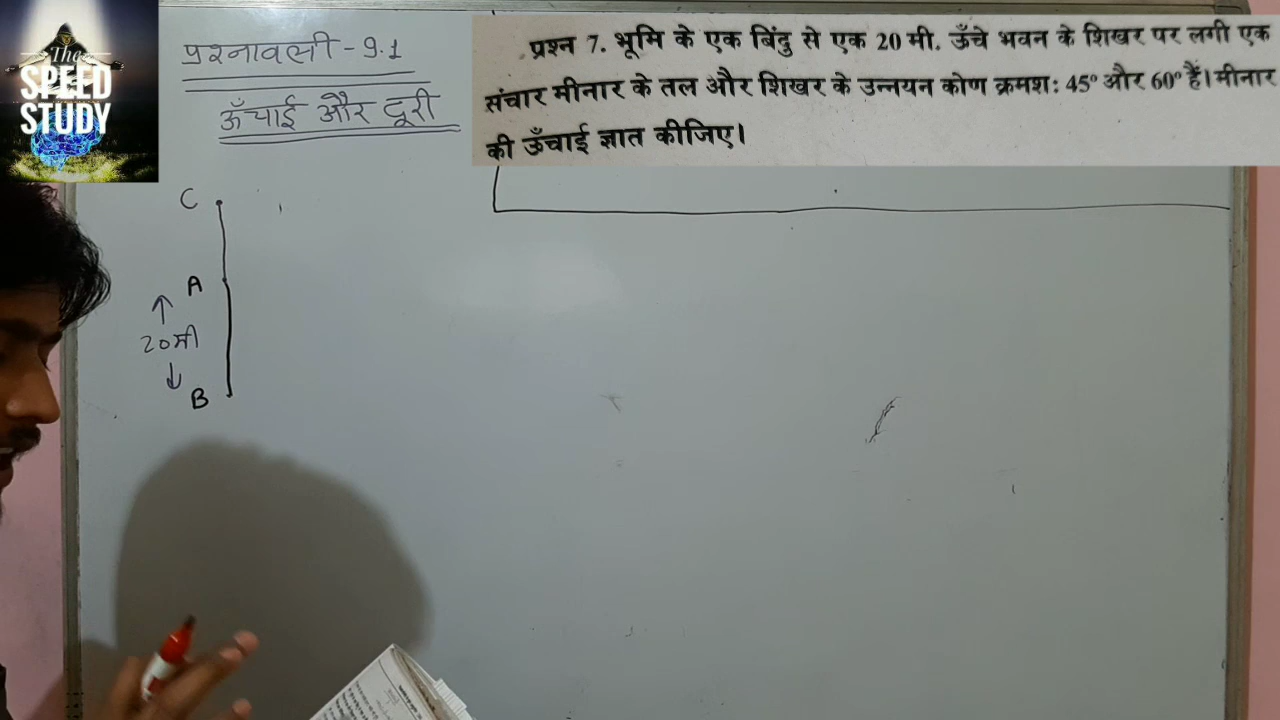 The
SPEED
STUDY
प्रश्नावली-9.1
ऊँचाई और दूरी
प्रश्न 7. भूमि के एक बिंदु से एक 20 मी. ऊँचे भवन के शिखर पर लगी एक
संचार मीनार के तल और शिखर के उन्नयन कोण क्रमश: 45° और 60° हैं। मीनार
की ऊँचाई ज्ञात कीजिए।
C
A
20मी
B